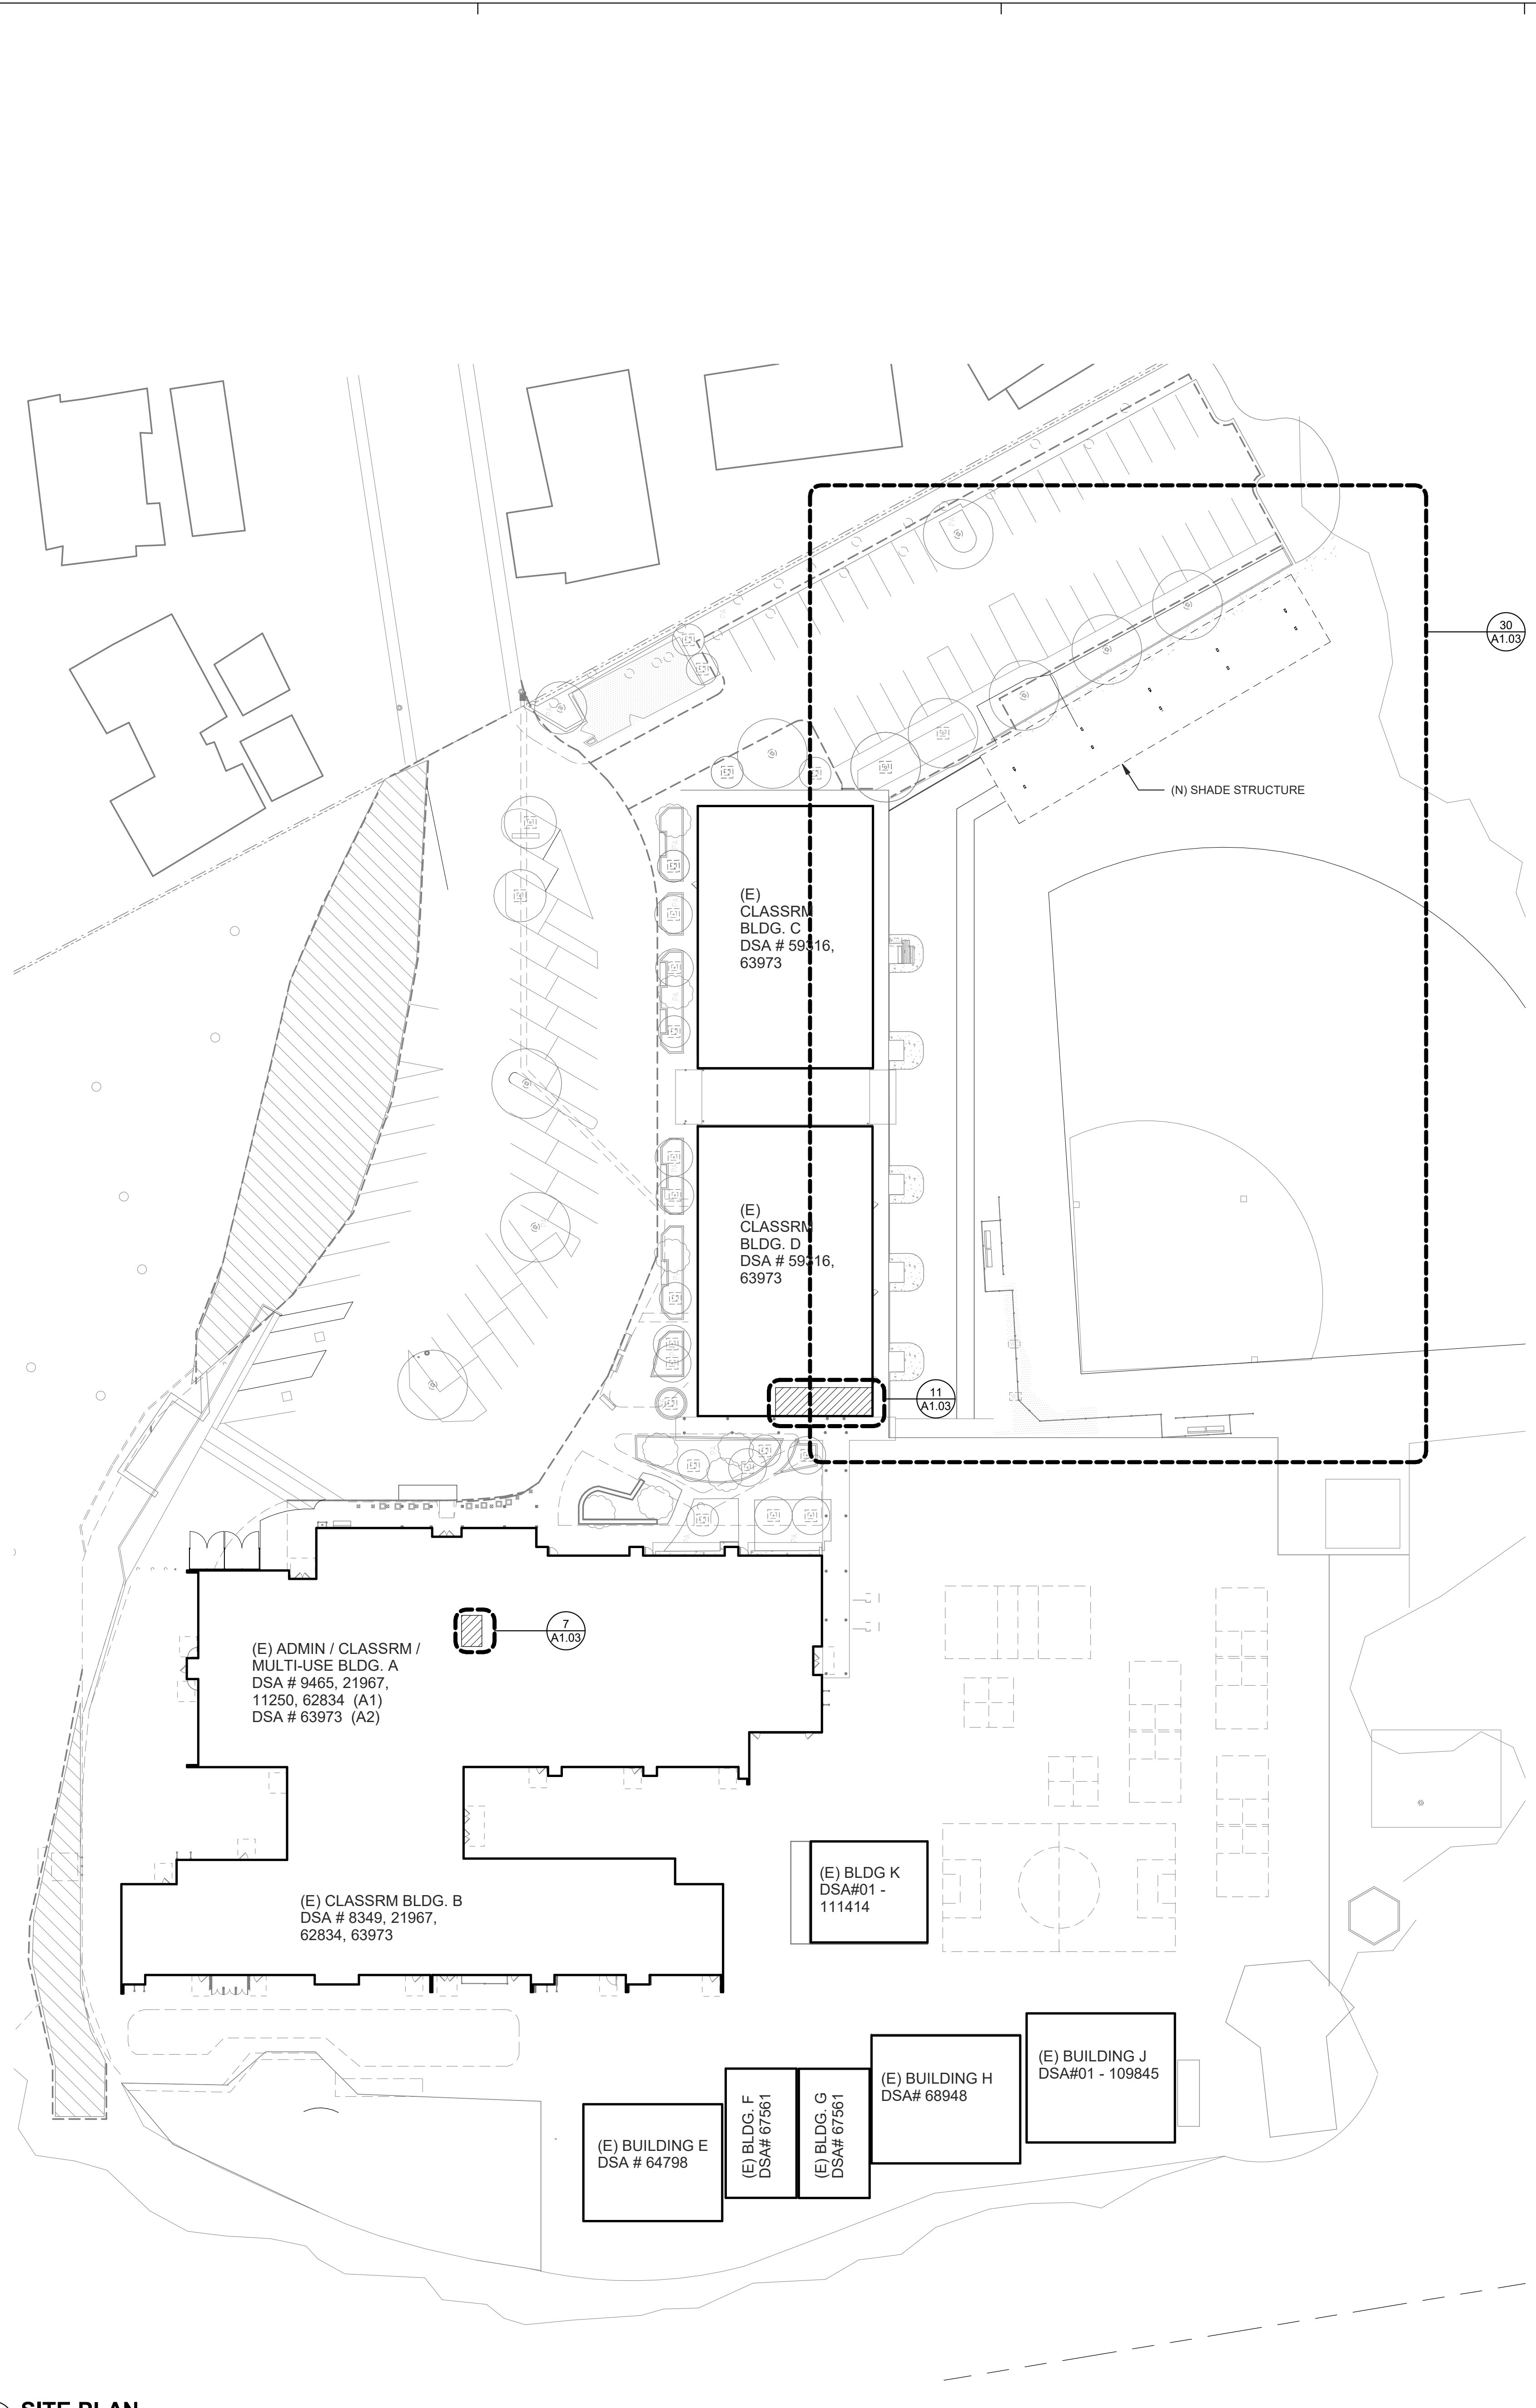 30
A1.03
(N) SHADE STRUCTURE
(E)
CLASSRM
BLDG. C
DSA # 59316,
63973
(E)
CLASSRM
BLDG. D
DSA # 59316,
63973
11
A1.03
7
A1.03
(E) ADMIN / CLASSRM /
MULTI-USE BLDG. A
DSA # 9465, 21967,
11250, 62834 (A1)
DSA # 63973 (A2)
(E) BLDG K
DSA#01 -
111414
(E) CLASSRM BLDG. B
DSA # 8349, 21967,
62834, 63973
(E) BUILDING J
DSA#01 - 109845
(E) BUILDING H
DSA# 68948
(E) BLDG. F
DSA# 67561
(E) BLDG. G
DSA# 67561
(E) BUILDING E
DSA # 64798
SITE PLAN